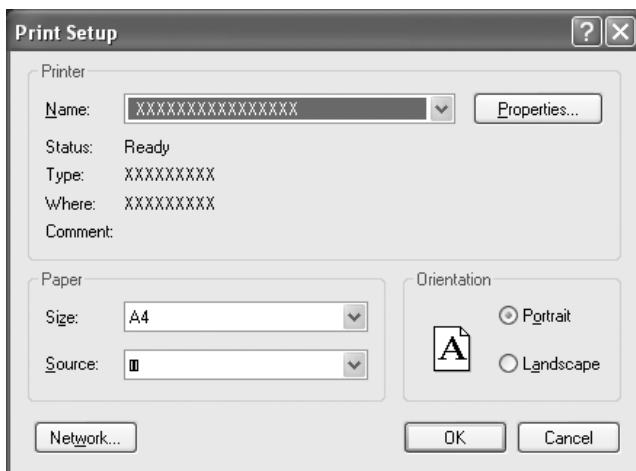 Print Setup
Printer
Name: XXXXXXXXXXXXXXXX Properties...
Status: Ready
Type: XXXXXXXXX
Where: XXXXXXXXX
Comment:
Paper
Size: A4
Source:
Orientation
A
Portrait
Landscape
Network... OK Cancel